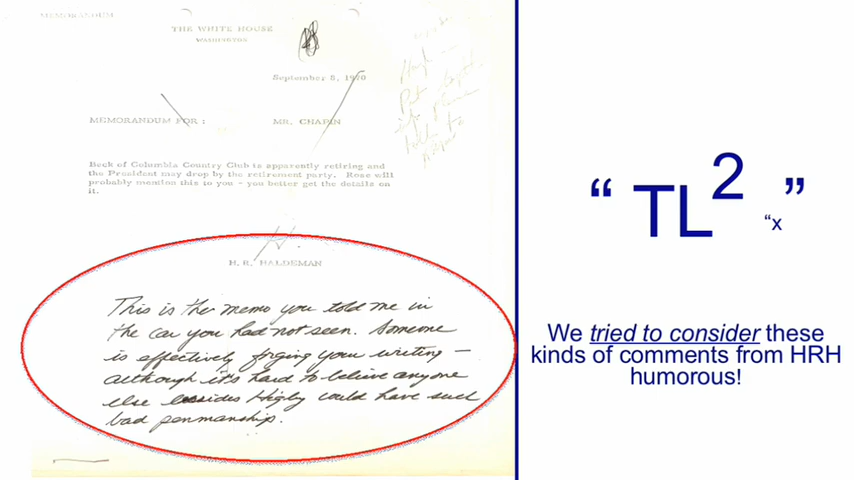 MEMORANDUM
THE WHITE HOUSE
WASHINGTON
September 8, 1970
MEMORANDUM FOR :
MR. CHAPIN
Beck of Columbia Country Club is apparently retiring and
the President may drop by the retirement party. Rose will
probably mention this to you - you better get the details on
it.
H. R. HALDEMAN
This is the memo you told me in
the car you had not seen. Someone
is effectively forging your writing –
although it's hard to believe anyone
else besides Higby could have such
bad penmanship.
“ TL2 “x ”
We tried to consider these
kinds of comments from HRH
humorous!